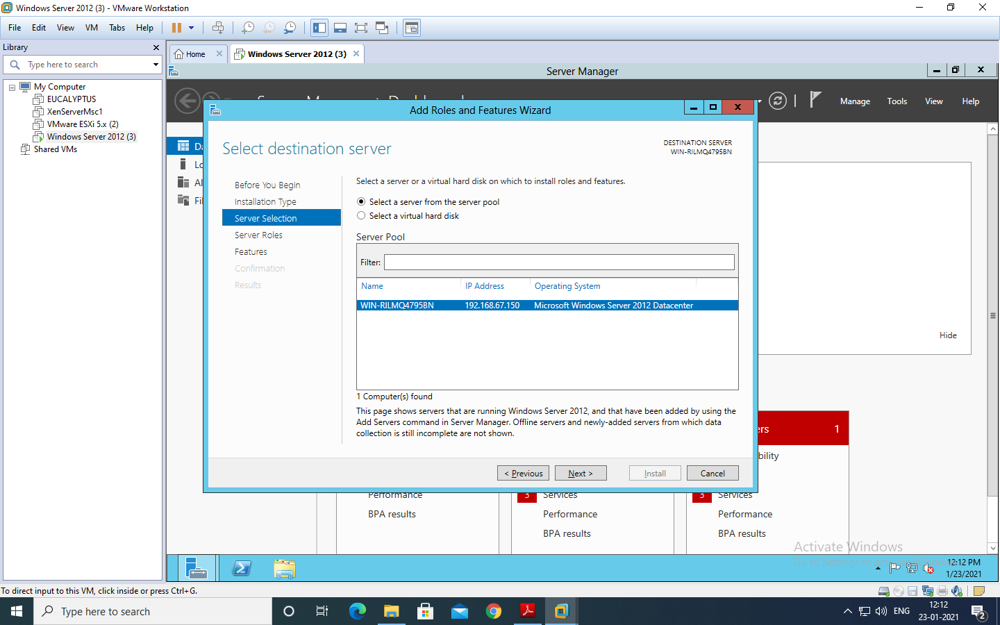 Windows Server 2012 (3) - VMware Workstation
File Edit View VM Tabs Help
Library
Type here to search
My Computer
EUCALYPTUS
XenServerMsc1
VMware ESXi 5.x (2)
Windows Server 2012 (3)
Shared VMs
Home
Windows Server 2012 (3)
Server Manager
Manage Tools View Help
Add Roles and Features Wizard
Select destination server
DESTINATION SERVER
WIN-RILMQ4795BN
Before You Begin
Installation Type
Server Selection
Server Roles
Features
Confirmation
Results
Select a server or a virtual hard disk on which to install roles and features.
Select a server from the server pool
Select a virtual hard disk
Server Pool
Filter:
Name IP Address Operating System
WIN-RILMQ4795BN 192.168.67.150 Microsoft Windows Server 2012 Datacenter
1 Computer(s) found
This page shows servers that are running Windows Server 2012, and that have been added by using the
Add Servers command in Server Manager. Offline servers and newly-added servers from which data
collection is still incomplete are not shown.
< Previous Next > Install Cancel
Hide
1
Performance
BPA results
3 Services
Performance
BPA results
3 Services
Performance
BPA results
Activate Windows
12:12 PM
1/23/2021
To direct input to this VM, click inside or press Ctrl+G.
Type here to search
ENG
12:12
23-01-2021
2